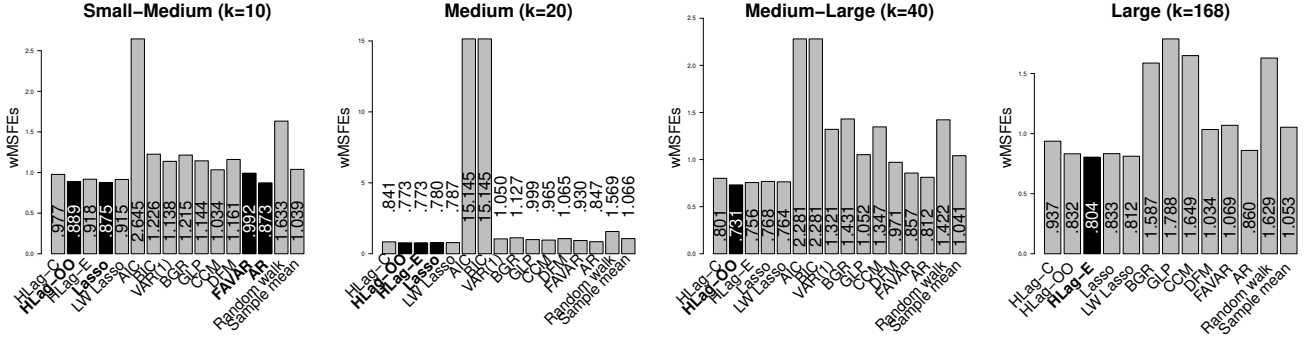 Small−Medium (k=10)
wMSFEs
2.5
2.0
1.5
1.0
0.5
0.0
.977
.889
.918
.875
.915
2.645
1.226
1.138
1.215
1.144
1.034
1.161
.992
.873
1.633
1.039
HLag−C
HLag−OO
HLag−E
Lasso
LW Lasso
AIC
BIC
VAR(1)
BGR
GLP
CCM
DFM
FAVAR
AR
Random walk
Sample mean
Medium (k=20)
wMSFEs
15
10
5
0
.841
.773
.773
.780
.787
15.145
15.145
1.050
1.127
.999
.965
1.065
.930
.847
1.569
1.066
HLag−C
HLag−OO
HLag−E
Lasso
LW Lasso
AIC
BIC
VAR(1)
BGR
GLP
CCM
DFM
FAVAR
AR
Random walk
Sample mean
Medium−Large (k=40)
wMSFEs
2.0
1.5
1.0
0.5
0.0
.801
.731
.756
.768
.764
2.281
2.281
1.321
1.431
1.052
1.347
.971
.857
.812
1.422
1.041
HLag−C
HLag−OO
HLag−E
Lasso
LW Lasso
AIC
BIC
VAR(1)
BGR
GLP
CCM
DFM
FAVAR
AR
Random walk
Sample mean
Large (k=168)
wMSFEs
1.5
1.0
0.5
0.0
.937
.832
.804
.833
.812
1.587
1.788
1.649
1.034
1.069
.860
1.629
1.053
HLag−C
HLag−OO
HLag−E
Lasso
LW Lasso
BGR
GLP
CCM
DFM
FAVAR
AR
Random walk
Sample mean